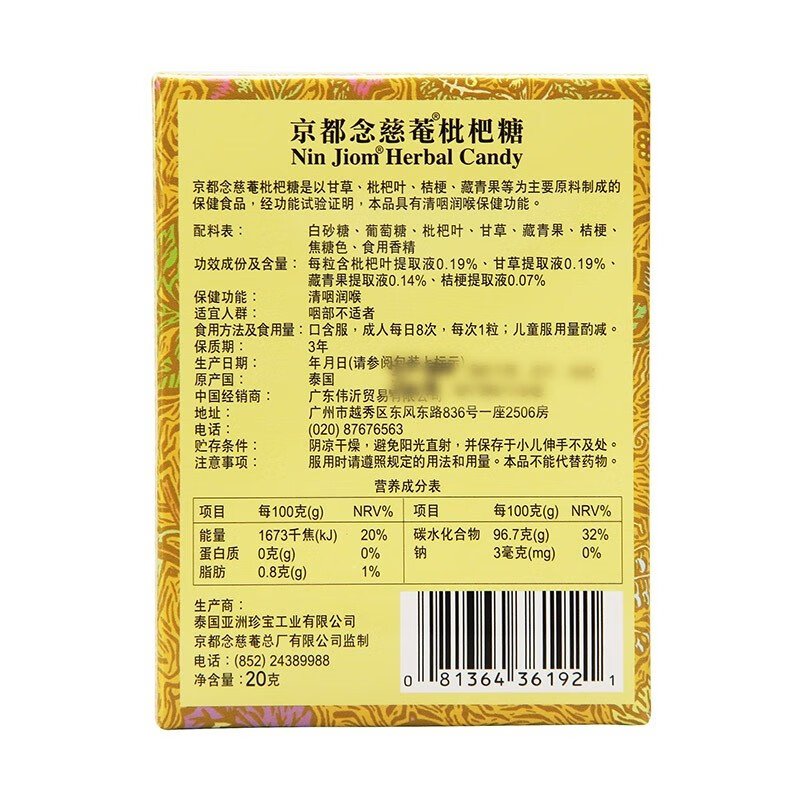 京都念慈菴®枇杷糖
Nin Jiom® Herbal Candy
京都念慈菴枇杷糖是以甘草、枇杷叶、桔梗、藏青果等为主要原料制成的
保健食品，经功能试验证明，本品具有清咽润喉保健功能。
配料表： 白砂糖、葡萄糖、枇杷叶、甘草、藏青果、桔梗、
焦糖色、食用香精
功效成份及含量： 每粒含枇杷叶提取液0.19%、甘草提取液0.19%、
藏青果提取液0.14%、桔梗提取液0.07%
保健功能： 清咽润喉
适宜人群： 咽部不适者
食用方法及食用量： 口含服，成人每日8次，每次1粒；儿童服用量酌减。
保质期： 3年
生产日期： 年月日(请参阅包装上标示)
原产国： 泰国
中国经销商： 广东伟沂贸易有限公司
地址： 广州市越秀区东风东路836号一座2506房
电话： (020) 87676563
贮存条件： 阴凉干燥，避免阳光直射，并保存于小儿伸手不及处。
注意事项： 服用时请遵照规定的用法和用量。本品不能代替药物。
营养成分表
项目 每100克(g) NRV% 项目 每100克(g) NRV%
能量 1673千焦(kJ) 20% 碳水化合物 96.7克(g) 32%
蛋白质 0克(g) 0% 钠 3毫克(mg) 0%
脂肪 0.8克(g) 1%
生产商：
泰国亚洲珍宝工业有限公司
京都念慈菴总厂有限公司监制
电话：(852) 24389988
净含量：20克
0 81364 36192 1